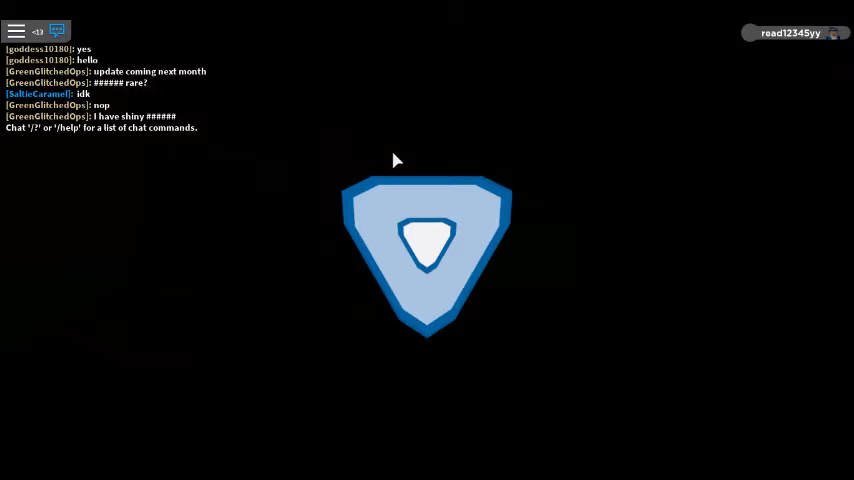 <13
read12345yy
[goddess10180]: yes
[goddess10180]: hello
[GreenGlitchedOps]: update coming next month
[GreenGlitchedOps]: ###### rare?
[SaltieCaramel]: idk
[GreenGlitchedOps]: nop
[GreenGlitchedOps]: I have shiny ######
Chat '/?' or '/help' for a list of chat commands.